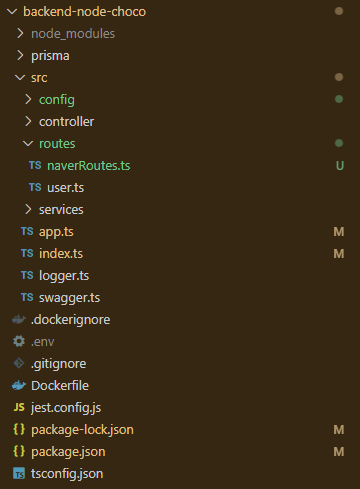 backend-node-choco
node_modules
prisma
src
config
controller
routes
TS naverRoutes.ts U
TS user.ts
services
TS app.ts M
TS index.ts M
TS logger.ts
TS swagger.ts
.dockerignore
.env
.gitignore
Dockerfile
JS jest.config.js
{ } package-lock.json M
{ } package.json M
TS tsconfig.json